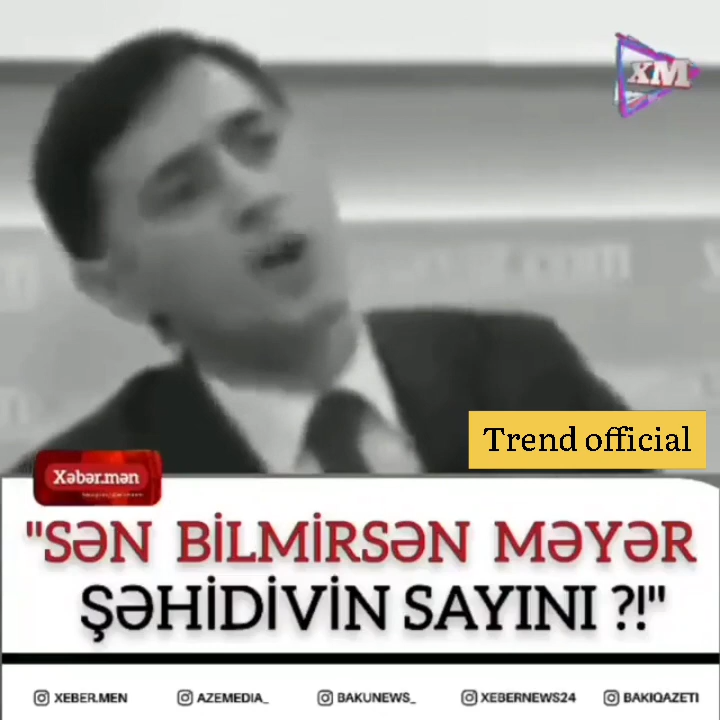 XM
Trend official
Xəbər.mən
"SƏN BİLMİRSƏN MƏYƏR
ŞƏHİDİVİN SAYINI ?!"
XEBER.MEN AZEMEDIA_ BAKUNEWS_ XEBERNEWS24 BAKIQAZETI